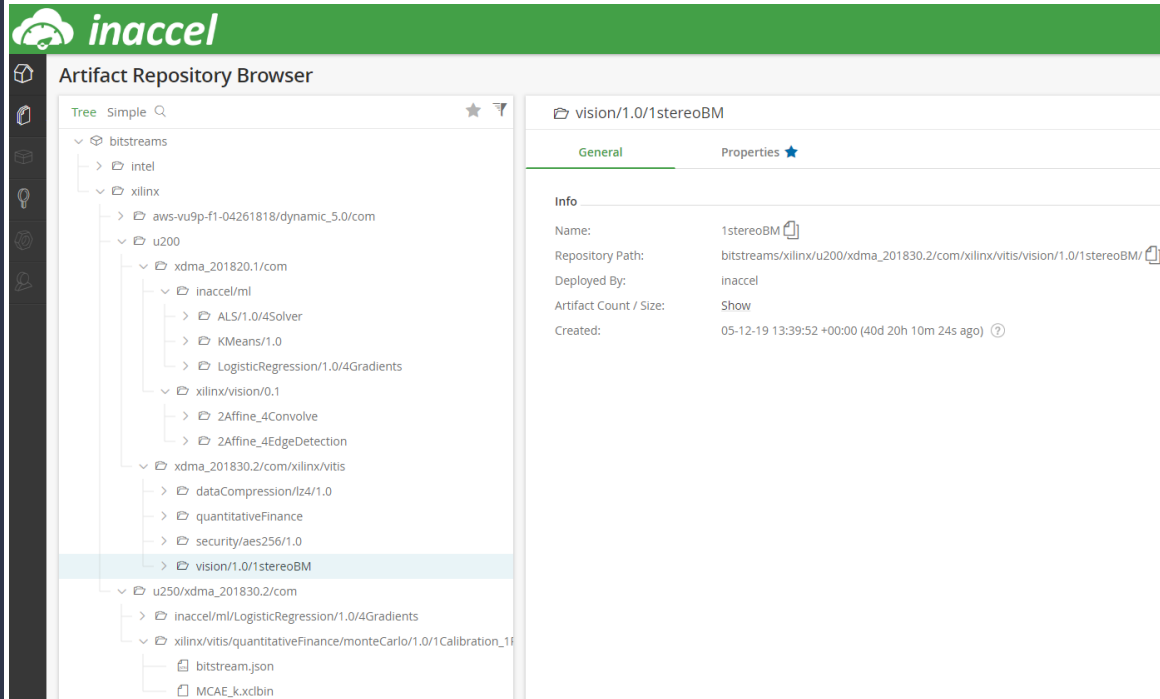 inaccel
Artifact Repository Browser
Tree Simple
bitstreams
intel
xilinx
aws-vu9p-f1-04261818/dynamic_5.0/com
u200
xdma_201820.1/com
inaccel/ml
ALS/1.0/4Solver
KMeans/1.0
LogisticRegression/1.0/4Gradients
xilinx/vision/0.1
2Affine_4Convolve
2Affine_4EdgeDetection
xdma_201830.2/com/xilinx/vitis
dataCompression/lz4/1.0
quantitativeFinance
security/aes256/1.0
vision/1.0/1stereoBM
u250/xdma_201830.2/com
inaccel/ml/LogisticRegression/1.0/4Gradients
xilinx/vitis/quantitativeFinance/monteCarlo/1.0/1Calibration_1
bitstream.json
MCAE_k.xclbin
vision/1.0/1stereoBM
General Properties
Info
Name: 1stereoBM
Repository Path: bitstreams/xilinx/u200/xdma_201830.2/com/xilinx/vitis/vision/1.0/1stereoBM/
Deployed By: inaccel
Artifact Count / Size: Show
Created: 05-12-19 13:39:52 +00:00 (40d 20h 10m 24s ago) ?